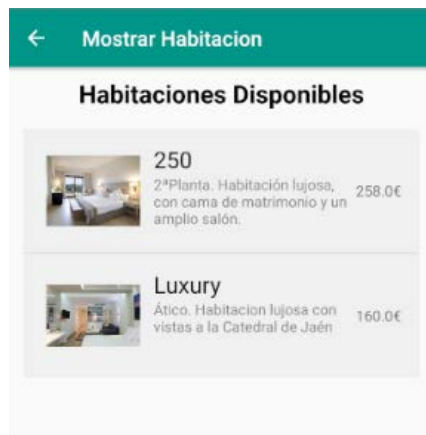 Mostrar Habitacion
Habitaciones Disponibles
250
2ªPlanta. Habitación lujosa,
con cama de matrimonio y un
amplio salón.
258.0€
Luxury
Ático. Habitacion lujosa con
vistas a la Catedral de Jaén
160.0€